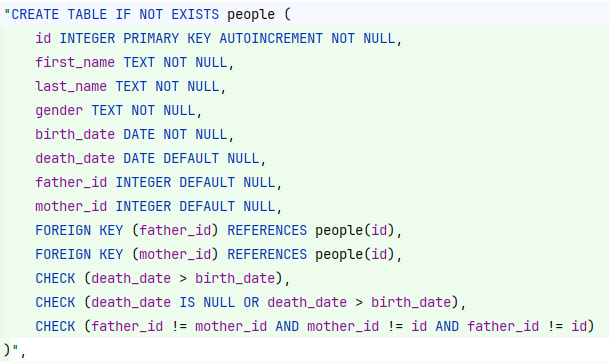 "CREATE TABLE IF NOT EXISTS people (
id INTEGER PRIMARY KEY AUTOINCREMENT NOT NULL,
first_name TEXT NOT NULL,
last_name TEXT NOT NULL,
gender TEXT NOT NULL,
birth_date DATE NOT NULL,
death_date DATE DEFAULT NULL,
father_id INTEGER DEFAULT NULL,
mother_id INTEGER DEFAULT NULL,
FOREIGN KEY (father_id) REFERENCES people(id),
FOREIGN KEY (mother_id) REFERENCES people(id),
CHECK (death_date > birth_date),
CHECK (death_date IS NULL OR death_date > birth_date),
CHECK (father_id != mother_id AND mother_id != id AND father_id != id)
)",